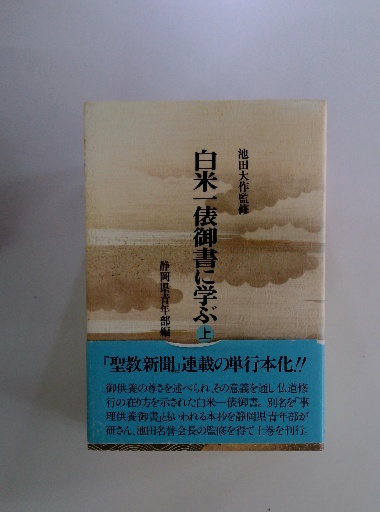 池田大作監修
白米一俵御書に学ぶ 上
静岡県青年部編
『聖教新聞』連載の単行本化!!
御供養の尊さを述べられ、その意義を通し仏道修
行の在り方を示された白米一俵御書。別名を「事
理供養御書」ともいわれる本抄を静岡県青年部が
研さん、池田名誉会長の監修を得て上巻を刊行。